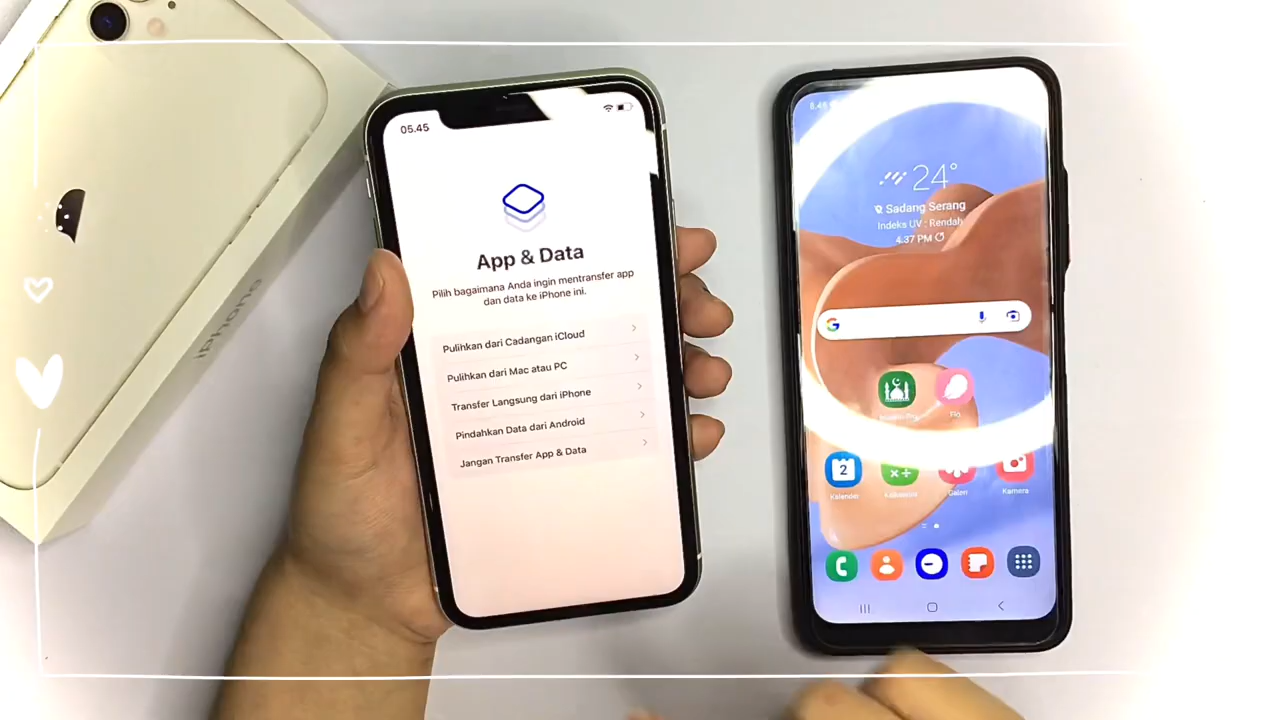 05.45
App & Data
Pilih bagaimana Anda ingin mentransfer app
dan data ke iPhone ini.
Pulihkan dari Cadangan iCloud
Pulihkan dari Mac atau PC
Transfer Langsung dari iPhone
Pindahkan Data dari Android
Jangan Transfer App & Data
iPhone
24°
Sadang Serang
Indeks UV : Rendah
4.37 PM
G
Flo
2
Kalender
Kalkulator
Galeri
Kamera